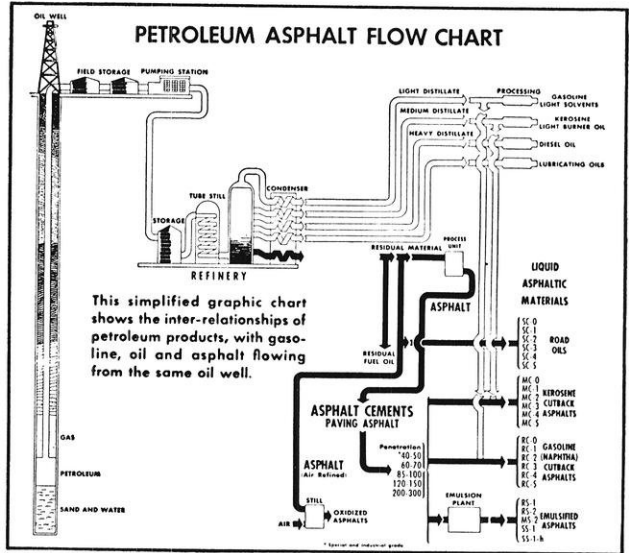 OIL WELL
PETROLEUM ASPHALT FLOW CHART
FIELD STORAGE
PUMPING STATION
LIGHT DISTILLATE
PROCESSING
GASOLINE
LIGHT SOLVENTS
MEDIUM DISTILLATE
KEROSENE
LIGHT BURNER OIL
HEAVY DISTILLATE
DIESEL OIL
LUBRICATING OILS
CONDENSER
TUBE STILL
STORAGE
REFINERY
RESIDUAL MATERIAL
PROCESS
UNIT
ASPHALT
LIQUID
ASPHALTIC
MATERIALS
This simplified graphic chart
shows the inter-relationships of
petroleum products, with gaso-
line, oil and asphalt flowing
from the same oil well.
RESIDUAL
FUEL OIL
SC-0
SC-1
SC-2
SC-3
SC-4
SC-5
ROAD
OILS
MC-0
MC-1
MC-2
MC-3
MC-4
MC-5
KEROSENE
CUTBACK
ASPHALTS
ASPHALT CEMENTS
PAVING ASPHALT
Penetration
*40-50
60-70
85-100
120-150
200-300
RC-0
RC-1
RC-2
RC-3
RC-4
RC-5
GASOLINE
(NAPHTHA)
CUTBACK
ASPHALTS
ASPHALT
(Air Refined)
STILL
AIR
OXIDIZED
ASPHALTS
EMULSION
PLANT
RS-1
RS-2
MS-2
SS-1
SS-1-h
EMULSIFIED
ASPHALTS
GAS
PETROLEUM
SAND AND WATER
* Special and industrial grade